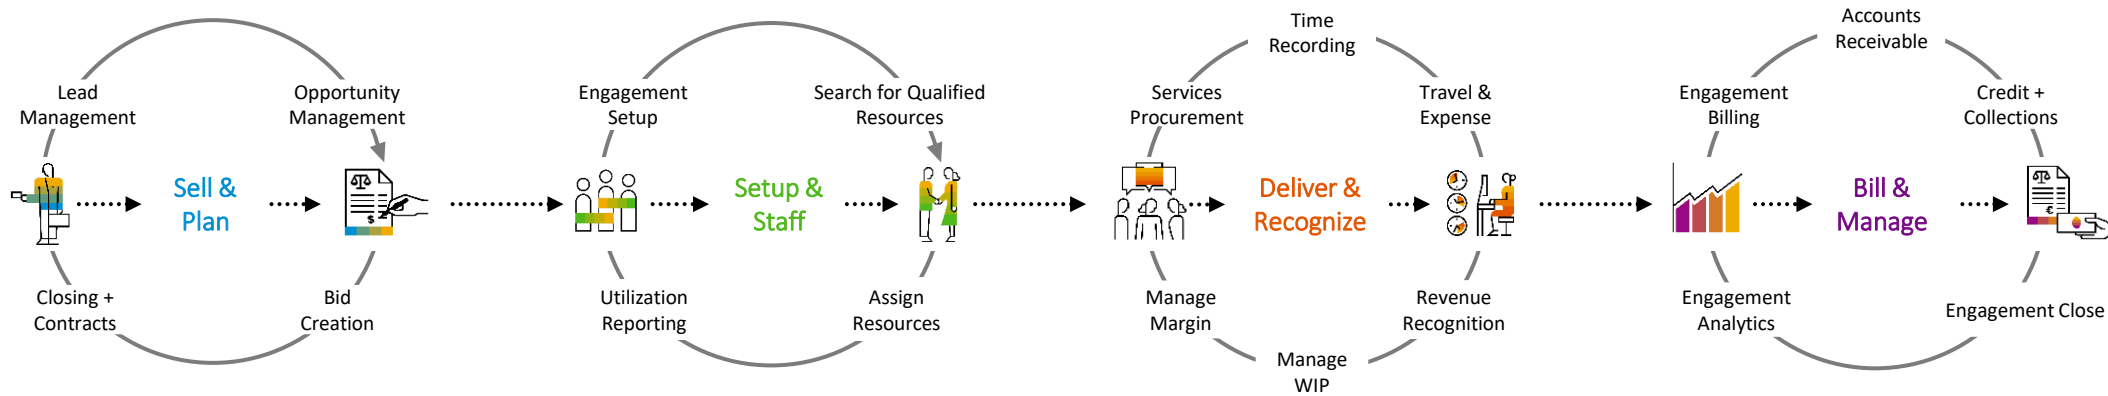 Lead
Management
Opportunity
Management
Sell &
Plan
$
Closing +
Contracts
Bid
Creation
Engagement
Setup
Search for Qualified
Resources
Setup &
Staff
Utilization
Reporting
Assign
Resources
Time
Recording
Services
Procurement
Travel &
Expense
Deliver &
Recognize
Manage
Margin
Revenue
Recognition
Manage
WIP
Accounts
Receivable
Engagement
Billing
Credit +
Collections
Bill &
Manage
€
Engagement
Analytics
Engagement Close